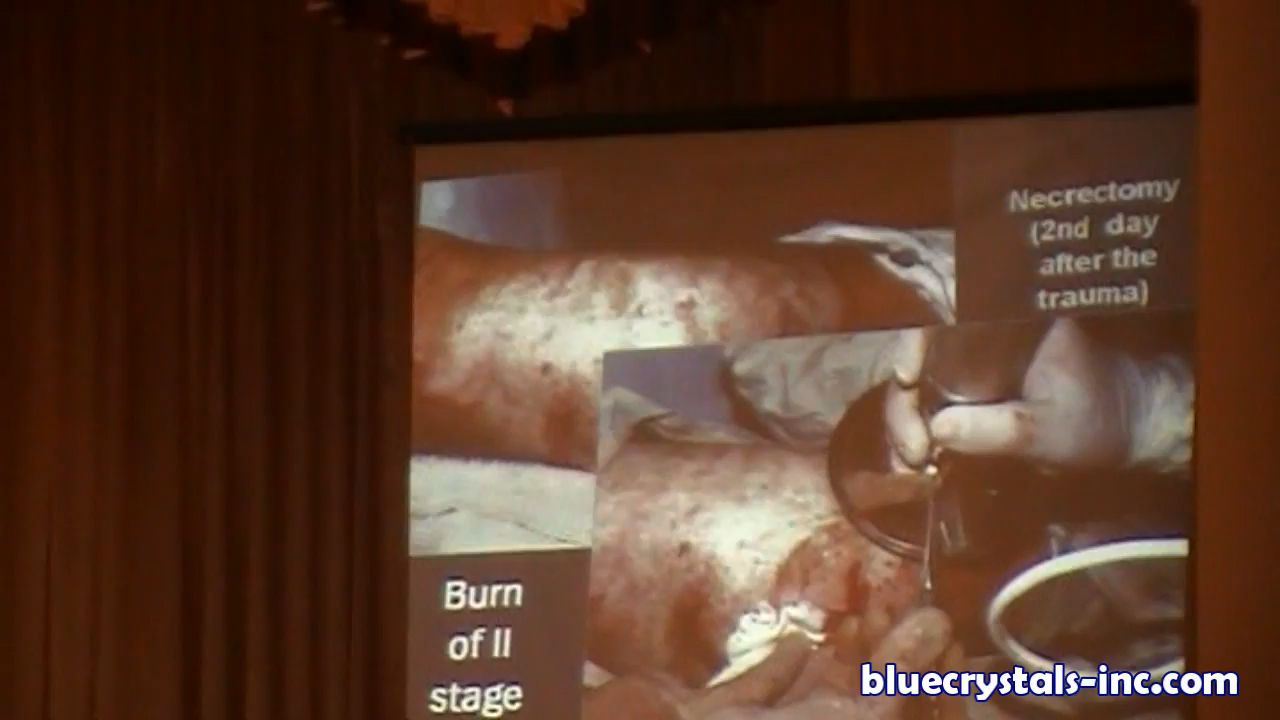 Necrectomy
(2nd day
after the
trauma)
Burn
of II
stage
bluecrystals-inc.com